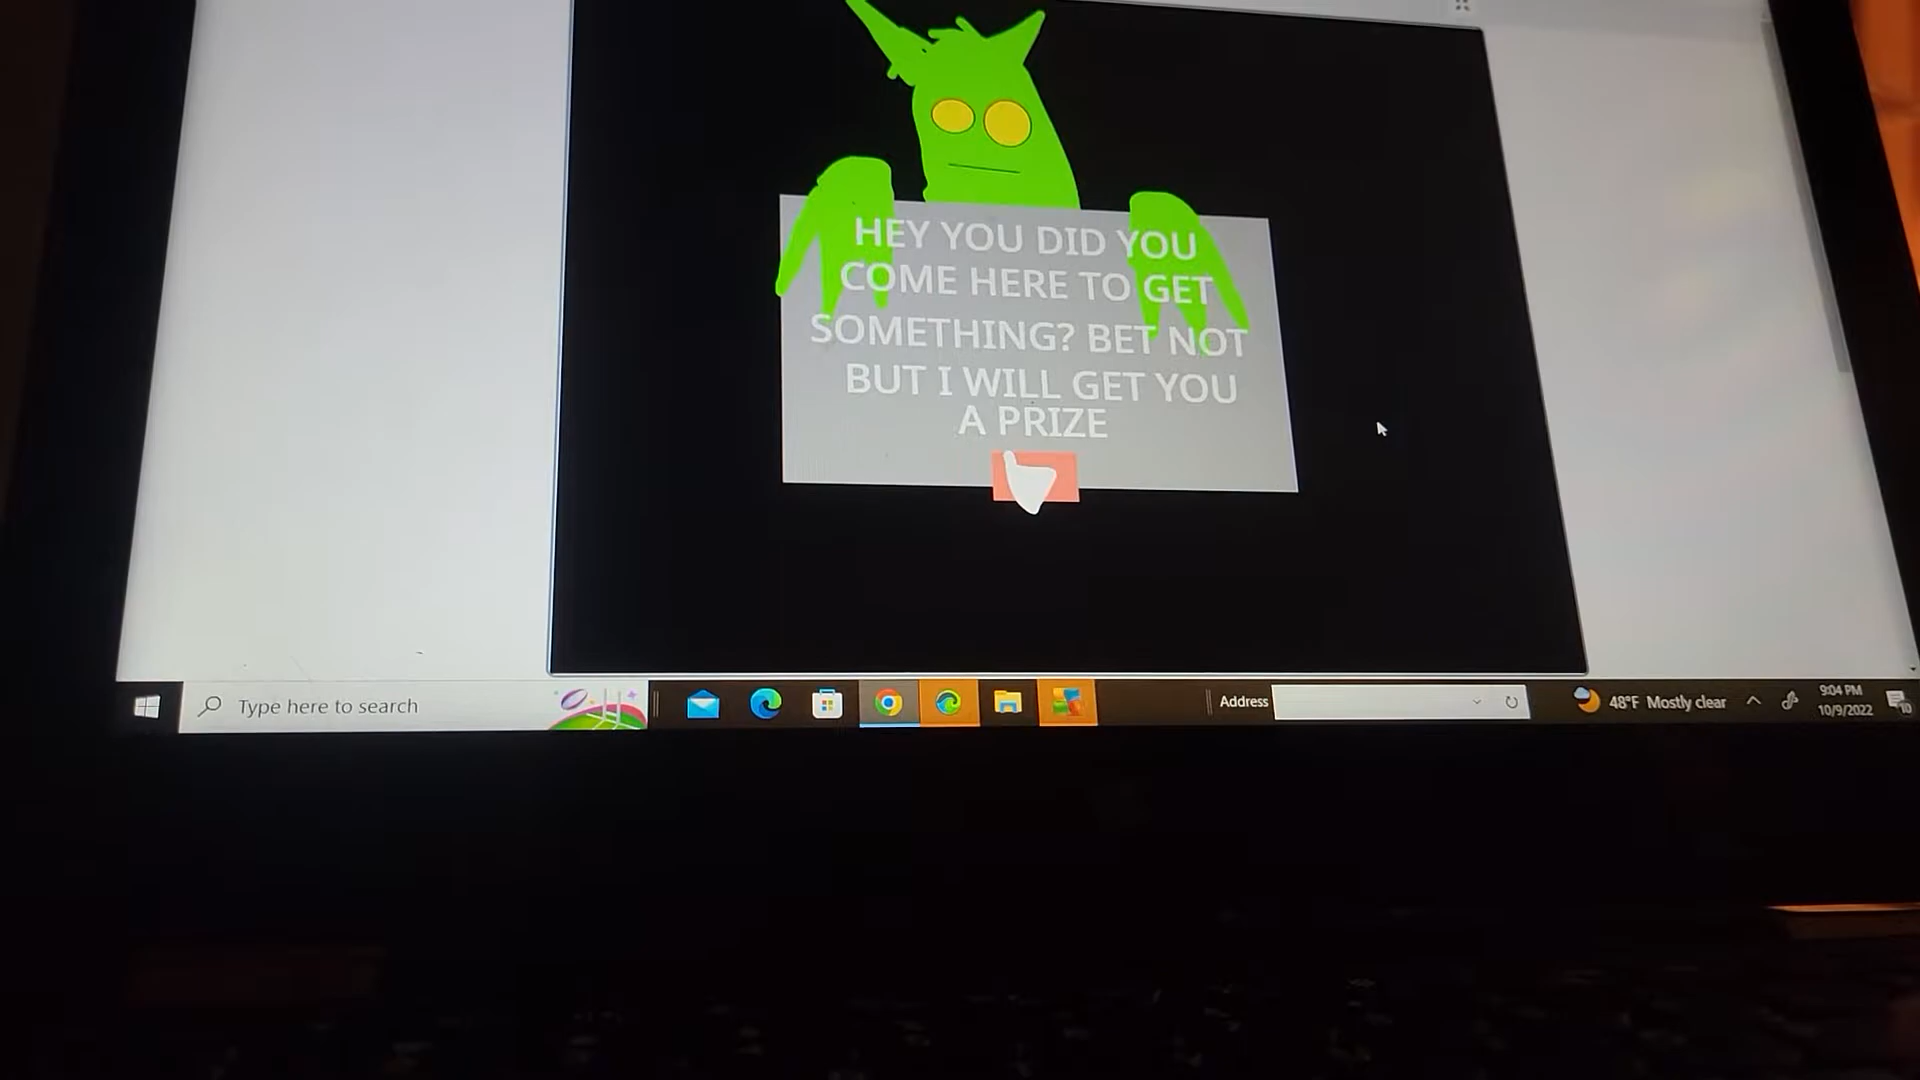 HEY YOU DID YOU
COME HERE TO GET
SOMETHING? BET NOT
BUT I WILL GET YOU
A PRIZE
Type here to search
Address
48°F Mostly clear
9:04 PM
10/9/2022
10